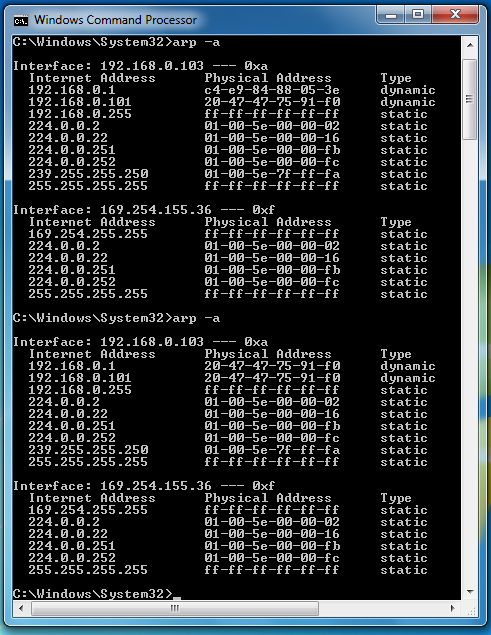 Windows Command Processor
C:\Windows\System32>arp -a
Interface: 192.168.0.103 --- 0xa
Internet Address Physical Address Type
192.168.0.1 c4-e9-84-88-05-3e dynamic
192.168.0.101 20-47-47-75-91-f0 dynamic
192.168.0.255 ff-ff-ff-ff-ff-ff static
224.0.0.2 01-00-5e-00-00-02 static
224.0.0.22 01-00-5e-00-00-16 static
224.0.0.251 01-00-5e-00-00-fb static
224.0.0.252 01-00-5e-00-00-fc static
239.255.255.250 01-00-5e-7f-ff-fa static
255.255.255.255 ff-ff-ff-ff-ff-ff static
Interface: 169.254.155.36 --- 0xf
Internet Address Physical Address Type
169.254.255.255 ff-ff-ff-ff-ff-ff static
224.0.0.2 01-00-5e-00-00-02 static
224.0.0.22 01-00-5e-00-00-16 static
224.0.0.251 01-00-5e-00-00-fb static
224.0.0.252 01-00-5e-00-00-fc static
255.255.255.255 ff-ff-ff-ff-ff-ff static
C:\Windows\System32>arp -a
Interface: 192.168.0.103 --- 0xa
Internet Address Physical Address Type
192.168.0.1 20-47-47-75-91-f0 dynamic
192.168.0.101 20-47-47-75-91-f0 dynamic
192.168.0.255 ff-ff-ff-ff-ff-ff static
224.0.0.2 01-00-5e-00-00-02 static
224.0.0.22 01-00-5e-00-00-16 static
224.0.0.251 01-00-5e-00-00-fb static
224.0.0.252 01-00-5e-00-00-fc static
239.255.255.250 01-00-5e-7f-ff-fa static
255.255.255.255 ff-ff-ff-ff-ff-ff static
Interface: 169.254.155.36 --- 0xf
Internet Address Physical Address Type
169.254.255.255 ff-ff-ff-ff-ff-ff static
224.0.0.2 01-00-5e-00-00-02 static
224.0.0.22 01-00-5e-00-00-16 static
224.0.0.251 01-00-5e-00-00-fb static
224.0.0.252 01-00-5e-00-00-fc static
255.255.255.255 ff-ff-ff-ff-ff-ff static
C:\Windows\System32>_